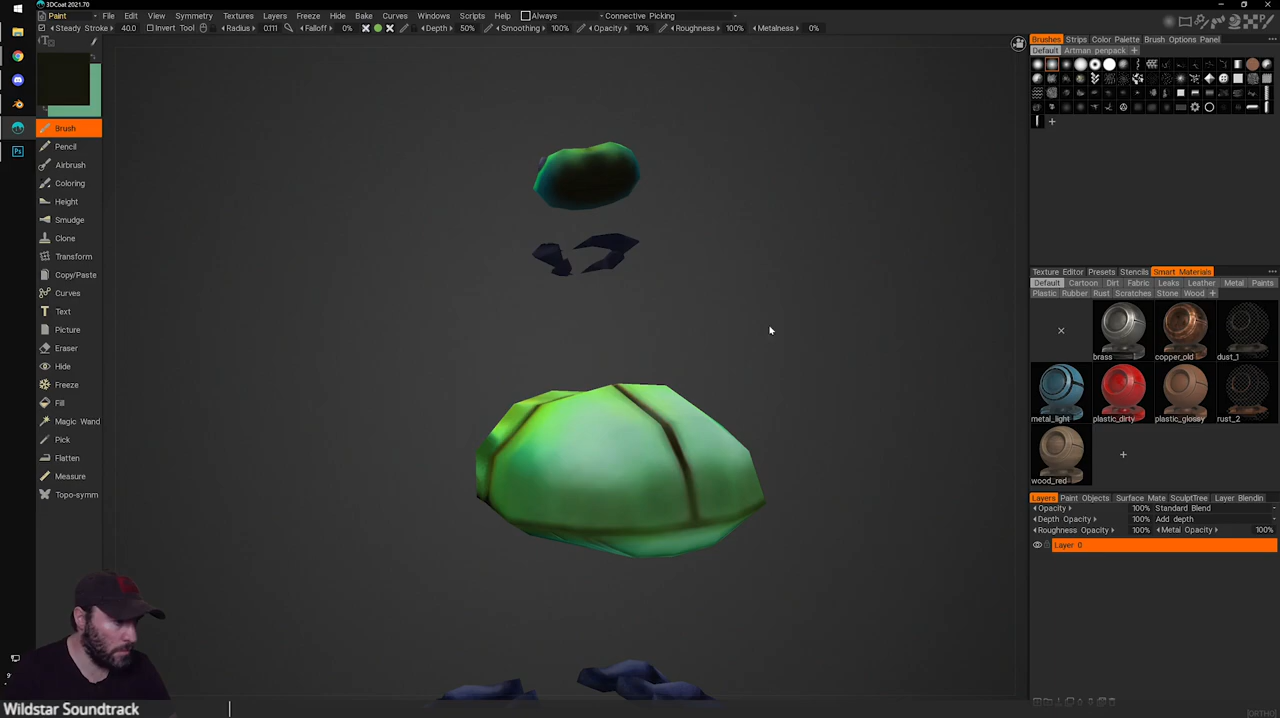 3DCoat 2021.70
Paint File Edit View Symmetry Textures Layers Freeze Bake Curves Windows Scripts Help Always Connective Picking
Steady Stroke 40.0 Invert Tool Radius 0.111 Falloff 0% Depth 50% Smoothing 100% Opacity 10% Roughness 100% Metalness 0%
Brushes Strips Color Palette Brush Options Panel
Default Artman penpack
Brush
Pencil
Airbrush
Coloring
Height
Smudge
Clone
Transform
Copy/Paste
Curves
Text
Picture
Eraser
Hide
Freeze
Fill
Magic Wand
Pick
Flatten
Measure
Topo-symm
Texture Editor Presets Stencils Smart Materials
Default Cartoon Dirt Fabric Leaks Leather Metal Paints
Plastic Rubber Rust Scratches Stone Wood
brass copper_old dust_1
metal_light plastic_dirty plastic_glossy rust_2
wood_red
Layers Paint Objects Surface Mate SculptTree Layer Blendin
Opacity 100% Standard Blend
Depth Opacity 100% Add depth
Roughness Opacity 100% Metal Opacity 100%
Layer 0
Wildstar Soundtrack
[ORTHO]